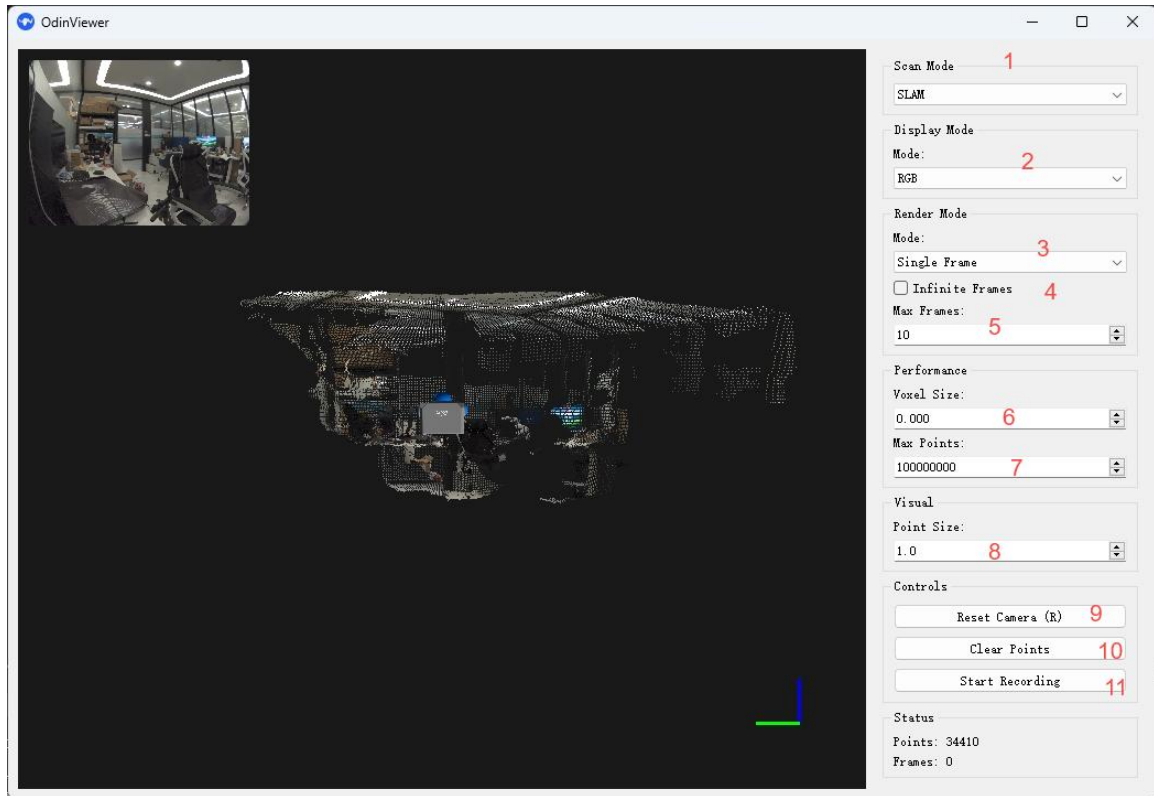 OdinViewer
Scan Mode
1
SLAM
Display Mode
Mode:
2
RGB
Render Mode
Mode:
3
Single Frame
Infinite Frames
4
Max Frames:
5
10
Performance
Voxel Size:
6
0.000
Max Points:
7
100000000
Visual
Point Size:
8
1.0
Controls
Reset Camera (R)
9
Clear Points
10
Start Recording
11
Status
Points: 34410
Frames: 0